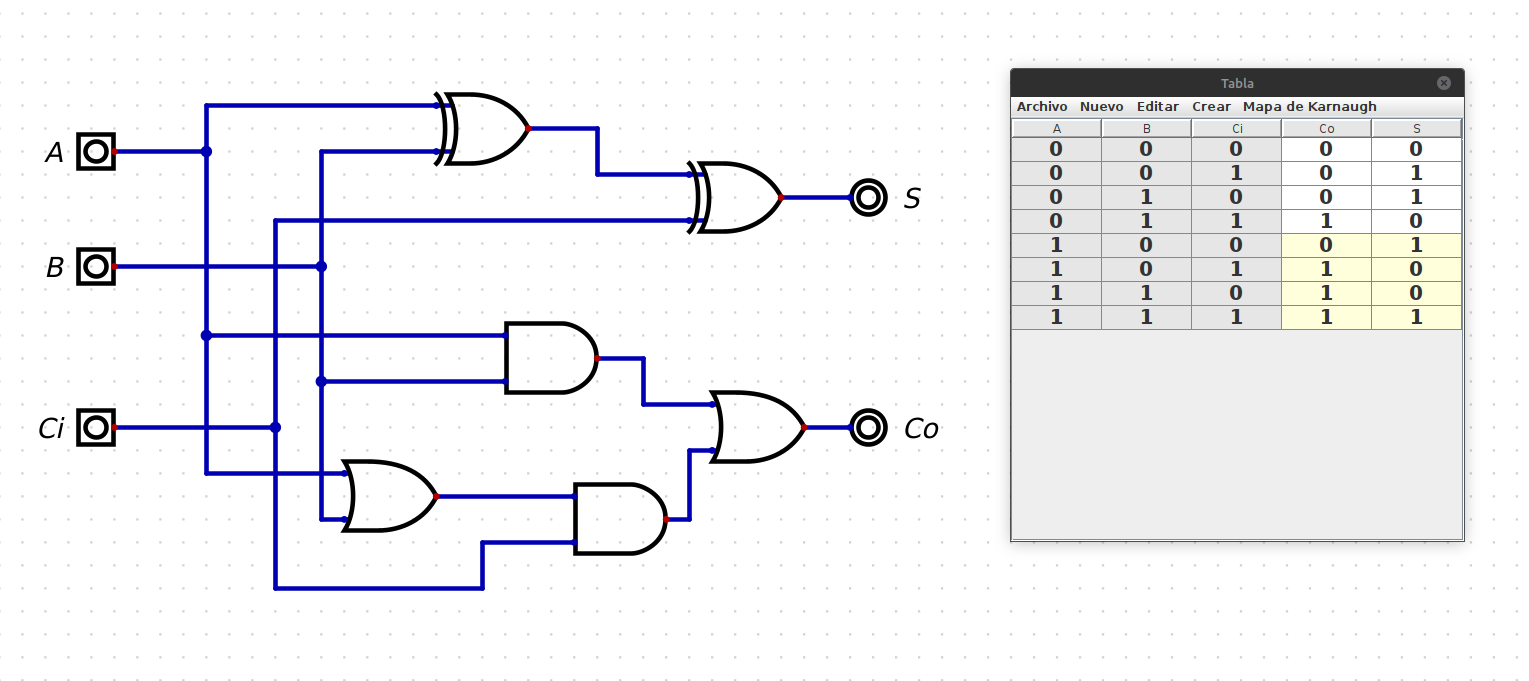 A
B
Ci
S
Co
Tabla
Archivo Nuevo Editar Crear Mapa de Karnaugh
A B Ci Co S
0 0 0 0 0
0 0 1 0 1
0 1 0 0 1
0 1 1 1 0
1 0 0 0 1
1 0 1 1 0
1 1 0 1 0
1 1 1 1 1